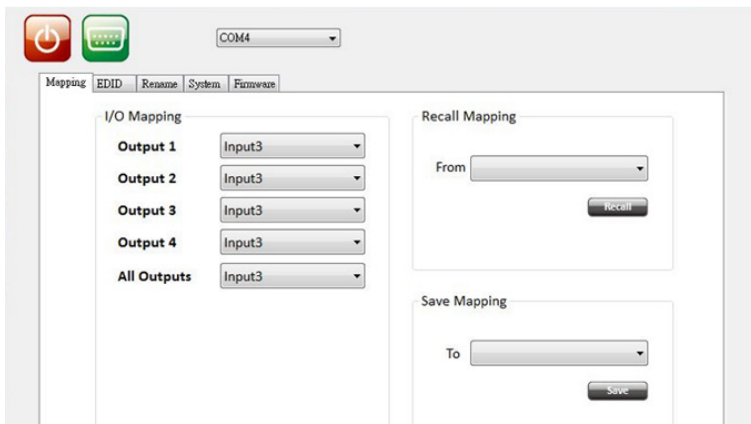 COM4
Mapping EDID Rename System Firmware
I/O Mapping
Output 1 Input3
Output 2 Input3
Output 3 Input3
Output 4 Input3
All Outputs Input3
Recall Mapping
From
Recall
Save Mapping
To
Save